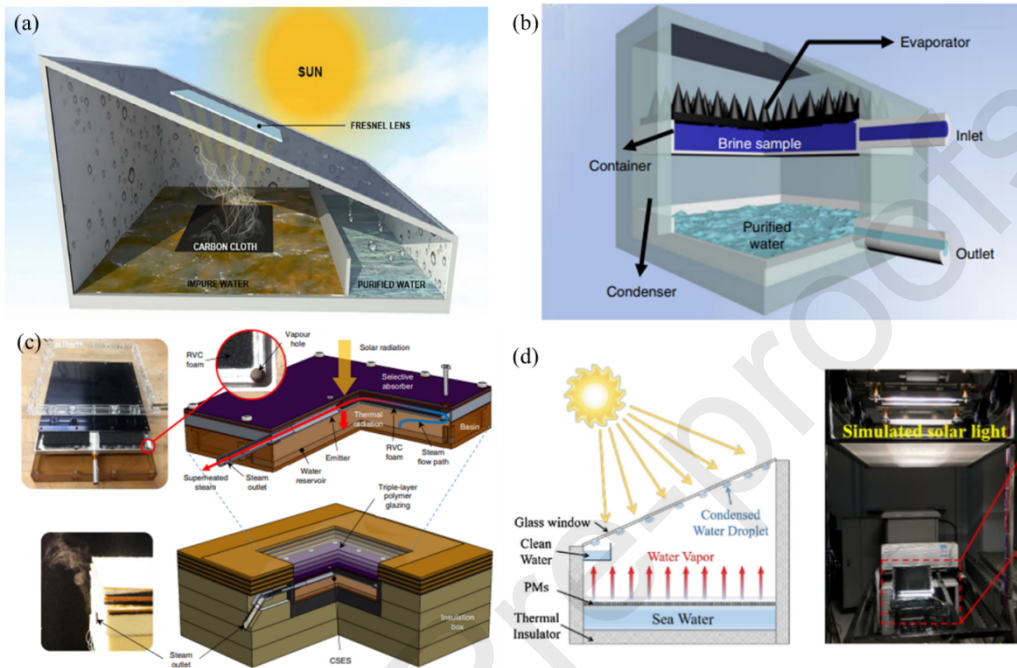 (a)
SUN
FRESNEL LENS
CARBON CLOTH
IMPURE WATER
PURIFIED WATER
(b)
Evaporator
Brine sample
Inlet
Container
Purified
water
Outlet
Condenser
(c)
RVC
foam
Vapour
hole
Solar radiation
Selective
absorber
Thermal
radiation
Basin
RVC
foam
Steam
flow path
Emitter
Water
reservoir
Steam
outlet
Superheated
steam
Triple-layer
polymer
glazing
Insulation
box
Steam
outlet
CSES
(d)
Condensed
Water Droplet
Glass window
Clean
Water
Water Vapor
PMs
Sea Water
Thermal
Insulator
Simulated solar light
Pre-proofs